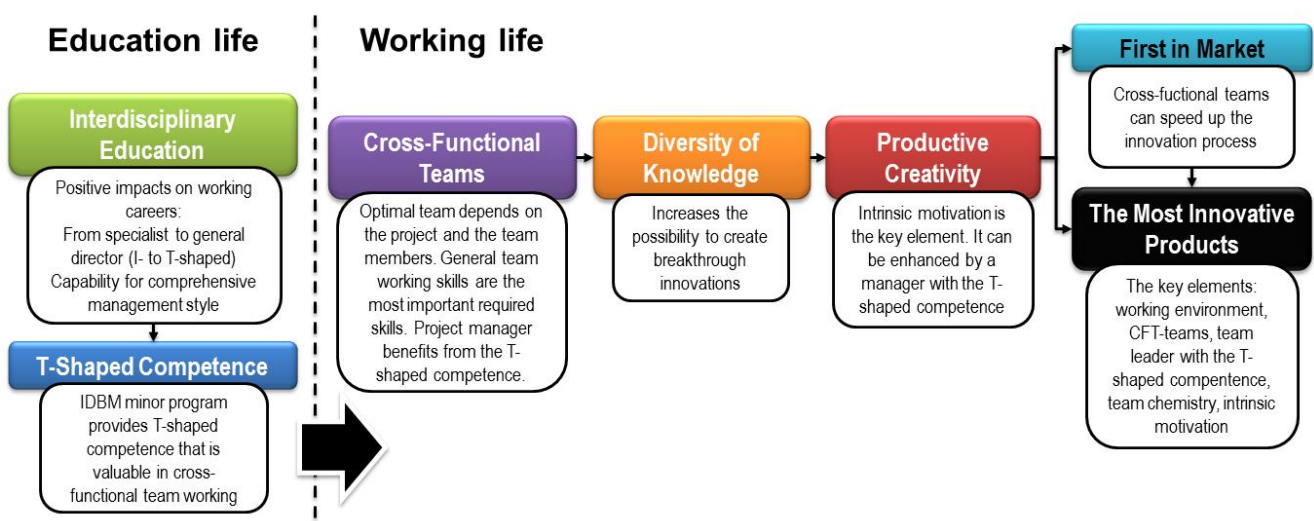 Education life
Interdisciplinary
Education
Positive impacts on working
careers:
From specialist to general
director (I- to T-shaped)
Capability for comprehensive
management style
T-Shaped Competence
IDBM minor program
provides T-shaped
competence that is
valuable in cross-
functional team working
Working life
Cross-Functional
Teams
Optimal team depends on
the project and the team
members. General team
working skills are the
most important required
skills. Project manager
benefits from the T-
shaped competence.
Diversity of
Knowledge
Increases the
possibility to create
breakthrough
innovations
Productive
Creativity
Intrinsic motivation is
the key element. It can
be enhanced by a
manager with the T-
shaped competence
First in Market
Cross-fuctional teams
can speed up the
innovation process
The Most Innovative
Products
The key elements:
working environment,
CFT-teams, team
leader with the T-
shaped compentence,
team chemistry, intrinsic
motivation